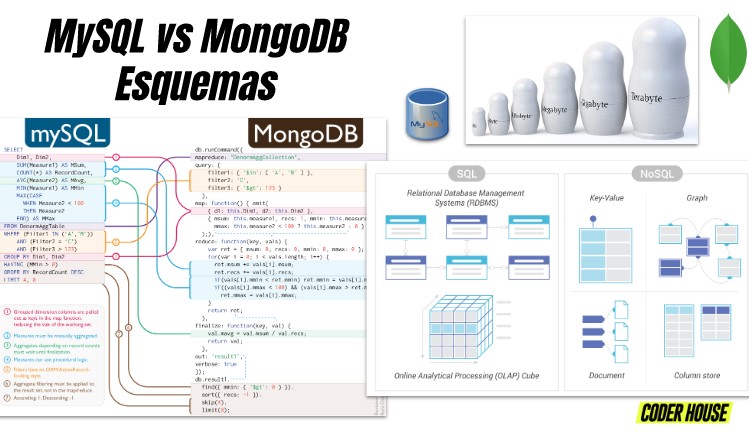 MySQL vs MongoDB
Esquemas
MySQL
Byte
Megabyte
Gigabyte
Terabyte
mySQL
MongoDB
SELECT
Dim1, Dim2,
SUM(Measure1) AS MSum,
COUNT(*) AS RecordCount,
AVG(Measure2) AS MAvg,
MIN(Measure1) AS MMin
MAX(CASE
WHEN Measure2 < 100
THEN Measure2
END) AS MMax
FROM DenormAggTable
WHERE (Filter1 IN ('A','B'))
AND (Filter2 = 'C')
AND (Filter3 > 123)
GROUP BY Dim1, Dim2
HAVING (MMin > 0)
ORDER BY RecordCount DESC
LIMIT 4, 8
1 Grouped dimension columns are pulled
out as keys in the map function,
reducing the size of the working set.
2 Measures must be manually aggregated.
3 Aggregates depending on record counts
must wait until finalization.
4 Measures can use procedural logic.
5 Filters have an ORM/ActiveRecord-
looking style.
6 Aggregate filtering must be applied to
the result set, not in the map/reduce.
7 Ascending: 1; Descending: -1
db.runCommand({
mapreduce: "DenormAggCollection",
query: {
filter1: { '$in': [ 'A', 'B' ] },
filter2: 'C',
filter3: { '$gt': 123 }
},
map: function() { emit(
{ d1: this.Dim1, d2: this.Dim2 },
{ msum: this.measure1, recs: 1, mmin: this.measure
mmax: this.measure2 < 100 ? this.measure2 : 0 }
);},
reduce: function(key, vals) {
var ret = { msum: 0, recs: 0, mmin: 0, mmax: 0 };
for(var i = 0; i < vals.length; i++) {
ret.msum += vals[i].msum;
ret.recs += vals[i].recs;
if(vals[i].mmin < ret.mmin) ret.mmin = vals[i].m
if((vals[i].mmax < 100) && (vals[i].mmax > ret.m
ret.mmax = vals[i].mmax;
}
return ret;
},
finalize: function(key, val) {
val.mavg = val.msum / val.recs;
return val;
},
out: 'result1',
verbose: true
});
db.result1.
find({ mmin: { '$gt': 0 } }).
sort({ recs: -1 }).
skip(4).
limit(8);
SQL
Relational Database Management
Systems (RDBMS)
Online Analytical Processing (OLAP) Cube
NoSQL
Key-Value
Graph
Document
Column store
CODER HOUSE